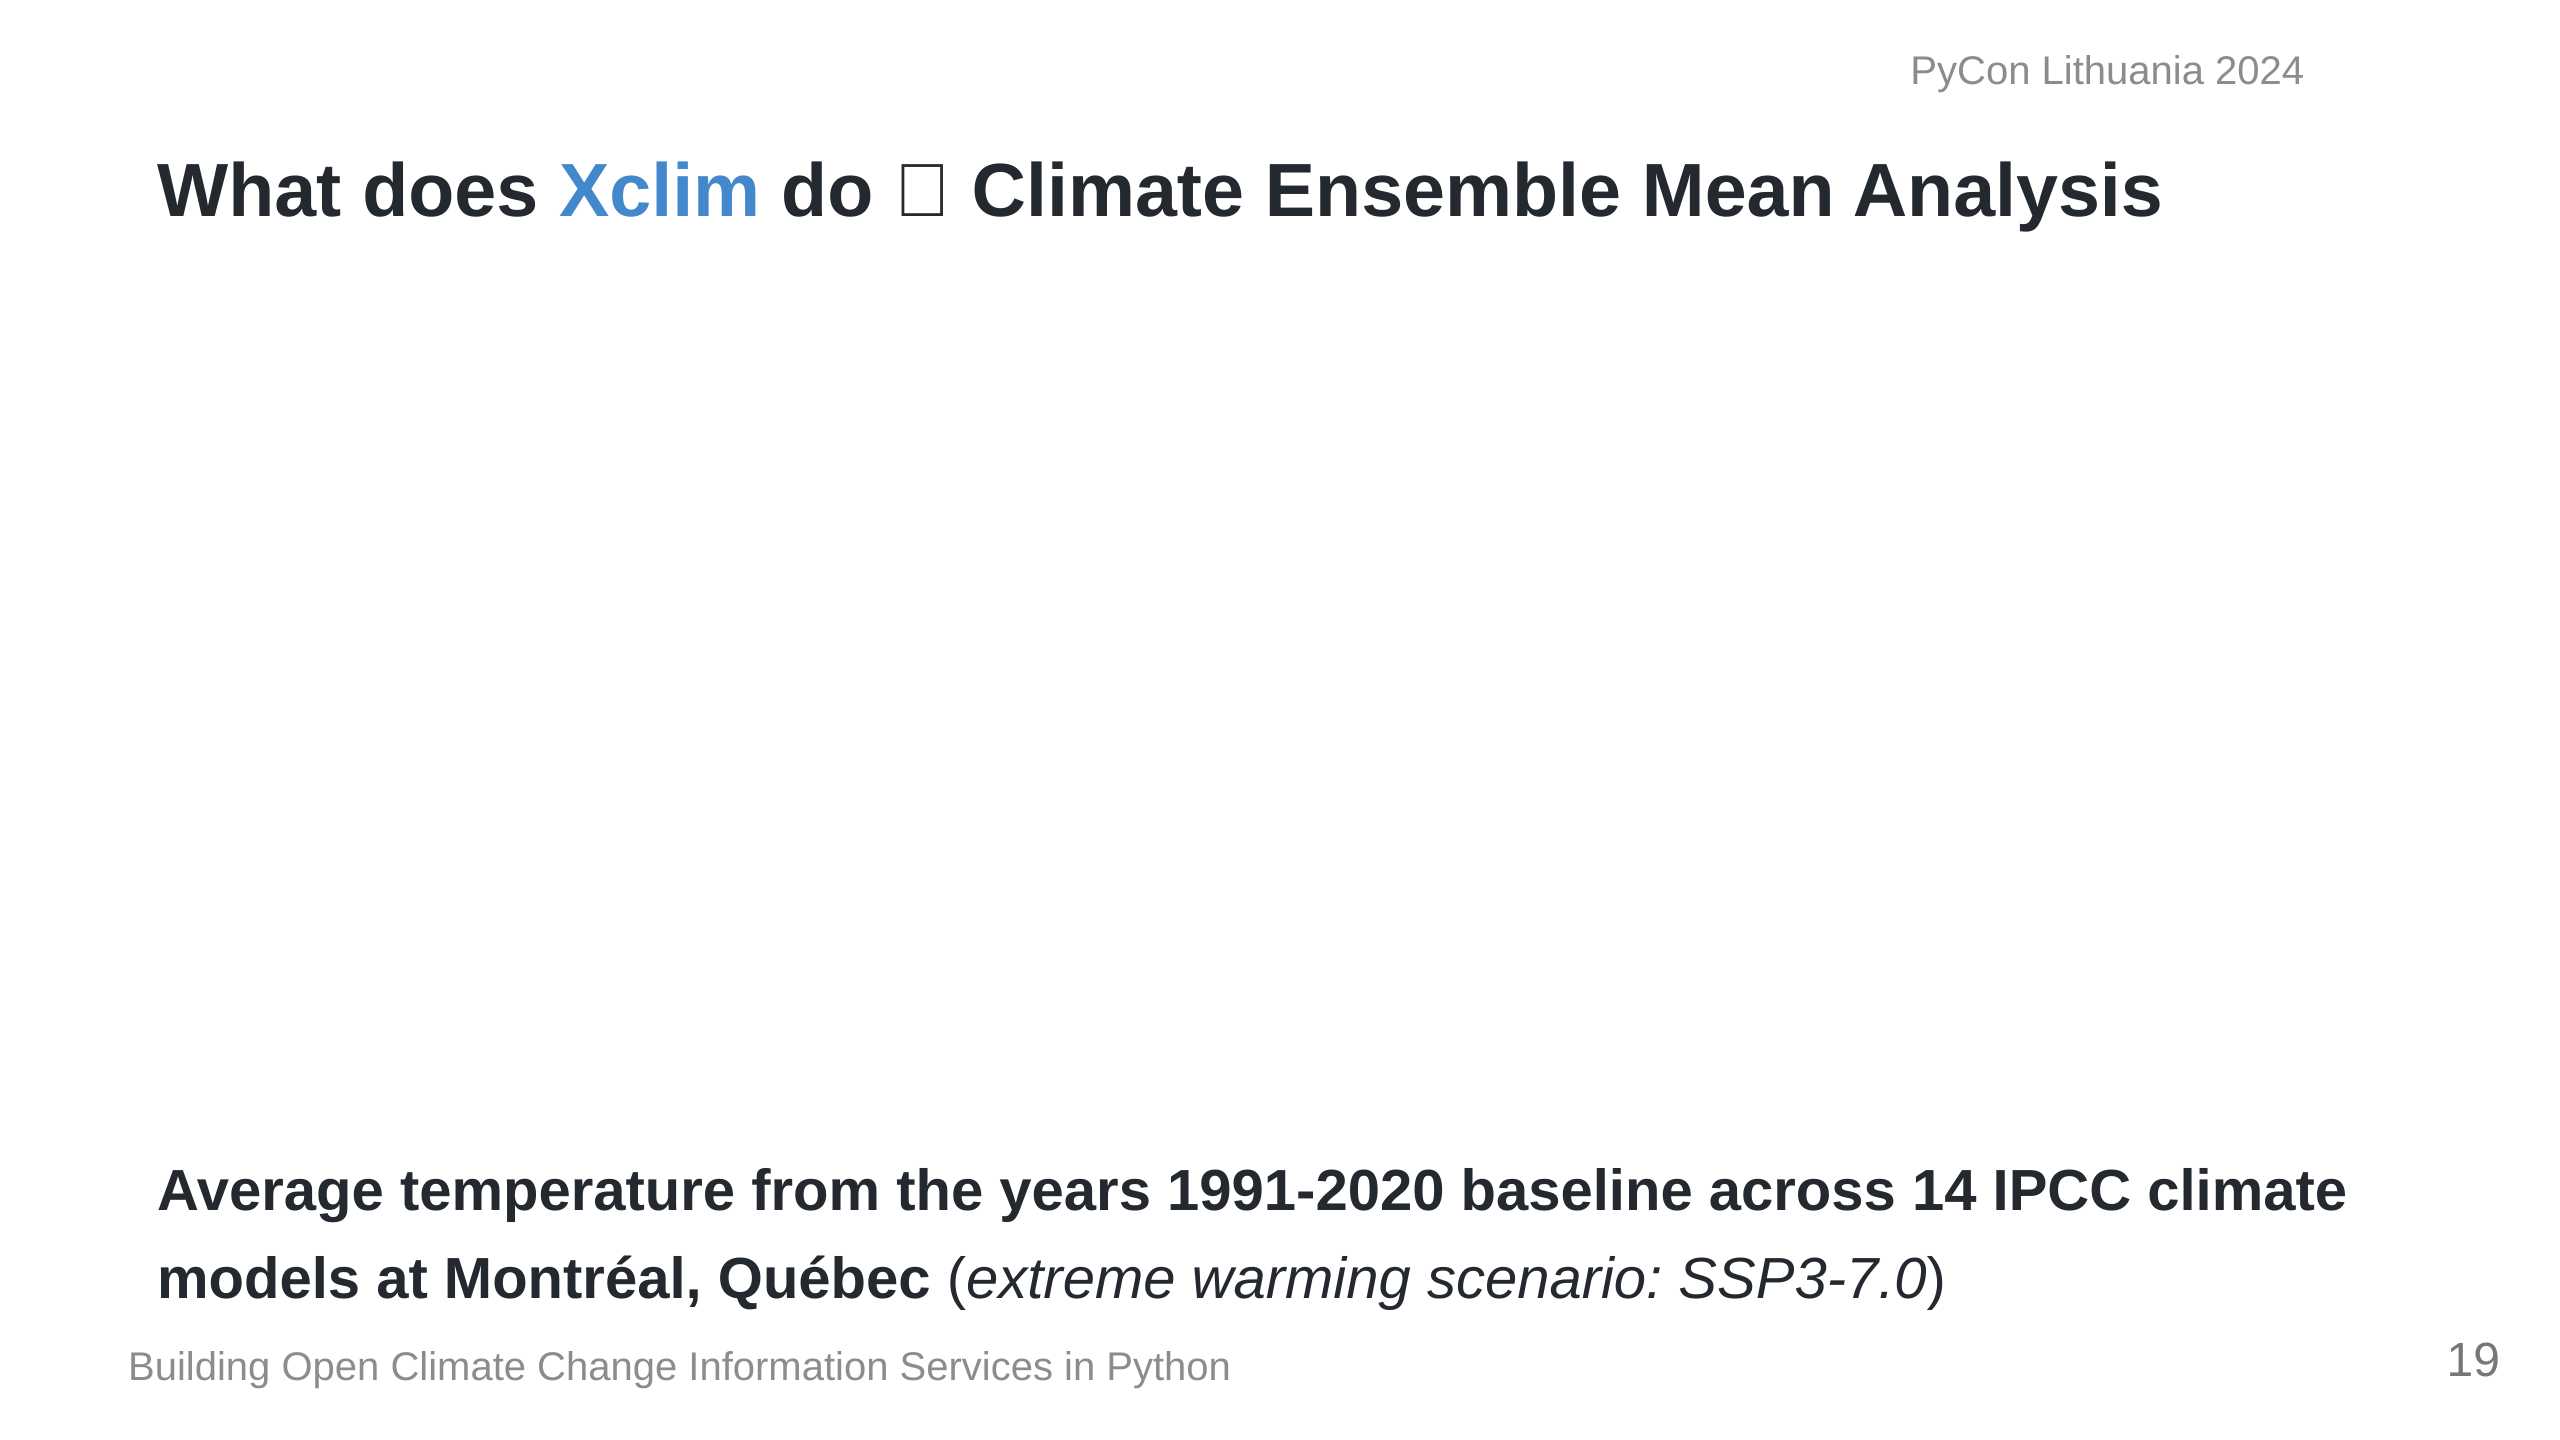 PyCon Lithuania 2024
What does Xclim do Climate Ensemble Mean Analysis
Average temperature from the years 1991-2020 baseline across 14 IPCC climate
models at Montréal, Québec (extreme warming scenario: SSP3-7.0)
Building Open Climate Change Information Services in Python
19